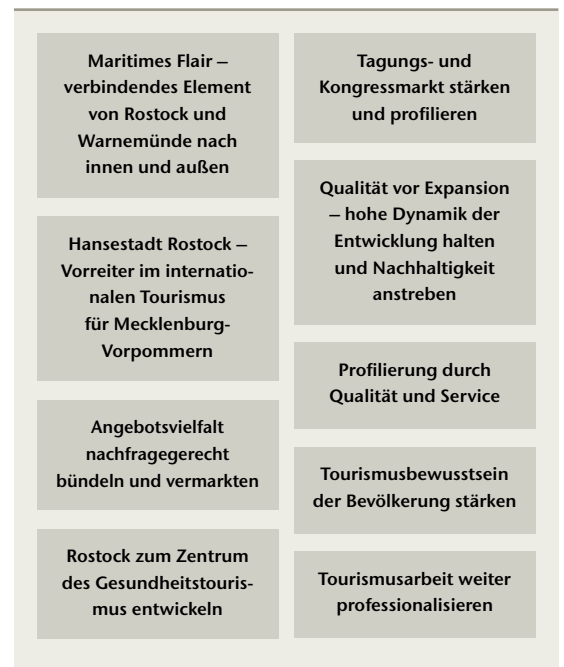 Maritimes Flair –
verbindendes Element
von Rostock und
Warnemünde nach
innen und außen
Hansestadt Rostock –
Vorreiter im internatio-
nalen Tourismus
für Mecklenburg-
Vorpommern
Angebotsvielfalt
nachfragegerecht
bündeln und vermarkten
Rostock zum Zentrum
des Gesundheitstouris-
mus entwickeln
Tagungs- und
Kongressmarkt stärken
und profilieren
Qualität vor Expansion
– hohe Dynamik der
Entwicklung halten
und Nachhaltigkeit
anstreben
Profilierung durch
Qualität und Service
Tourismusbewusstsein
der Bevölkerung stärken
Tourismusarbeit weiter
professionalisieren